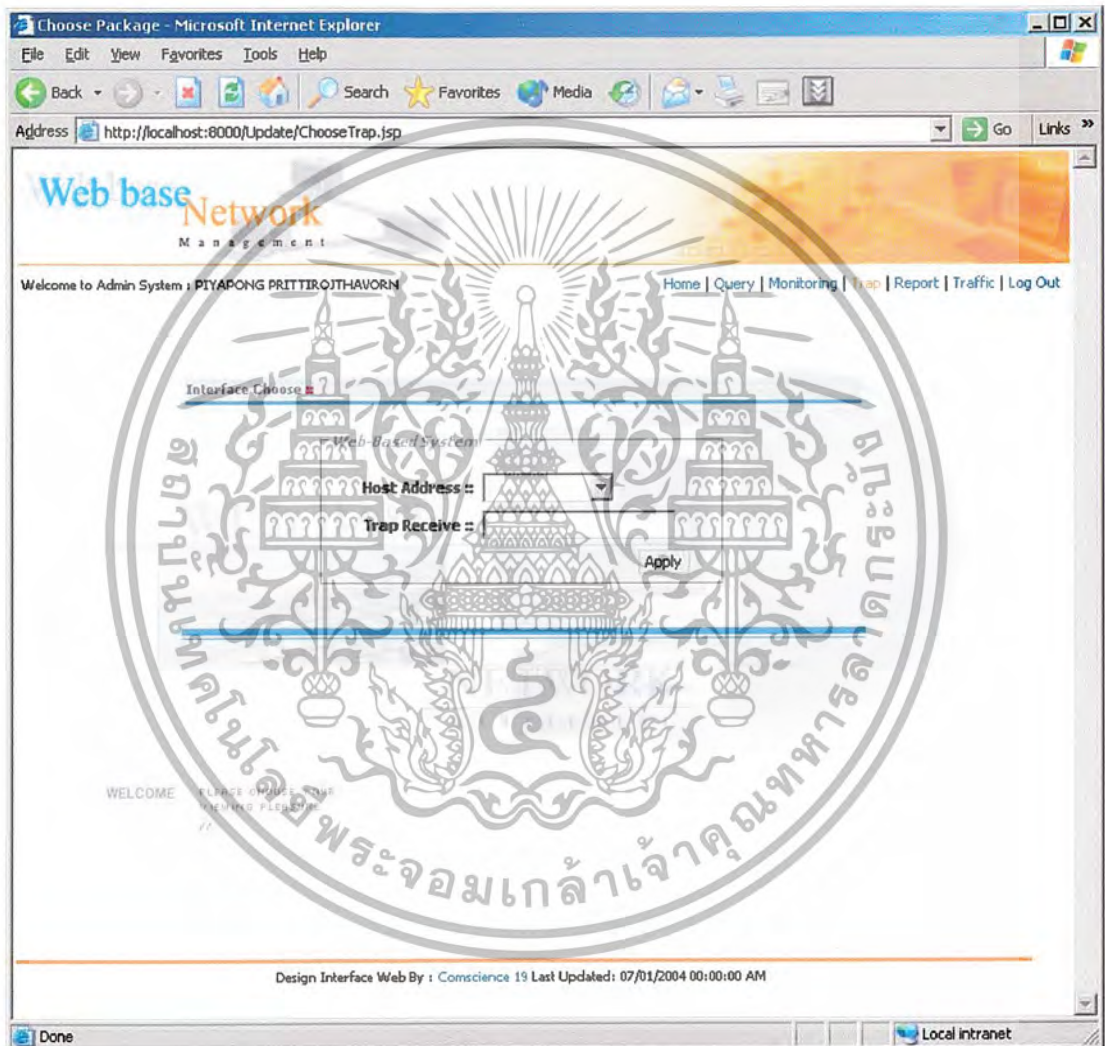 Choose Package - Microsoft Internet Explorer
File Edit View Favorites Tools Help
Back Search Favorites Media
Address http://localhost:8000/Update/ChooseTrap.jsp Go Links »
Web base
Network
Management
Welcome to Admin System : PIYAPONG PRITTIROJTHAVORN Home | Query | Monitoring | Trap | Report | Traffic | Log Out
Interface Choose
Web-Based System
Host Address ::
Trap Receive ::
Apply
สถาบันเทคโนโลยีพระจอมเกล้าเจ้าคุณทหารลาดกระบัง
WELCOME PLEASE CHOOSE YOUR
VIEWING PLEASURE
//
Design Interface Web By : Comscience 19 Last Updated: 07/01/2004 00:00:00 AM
Done Local intranet